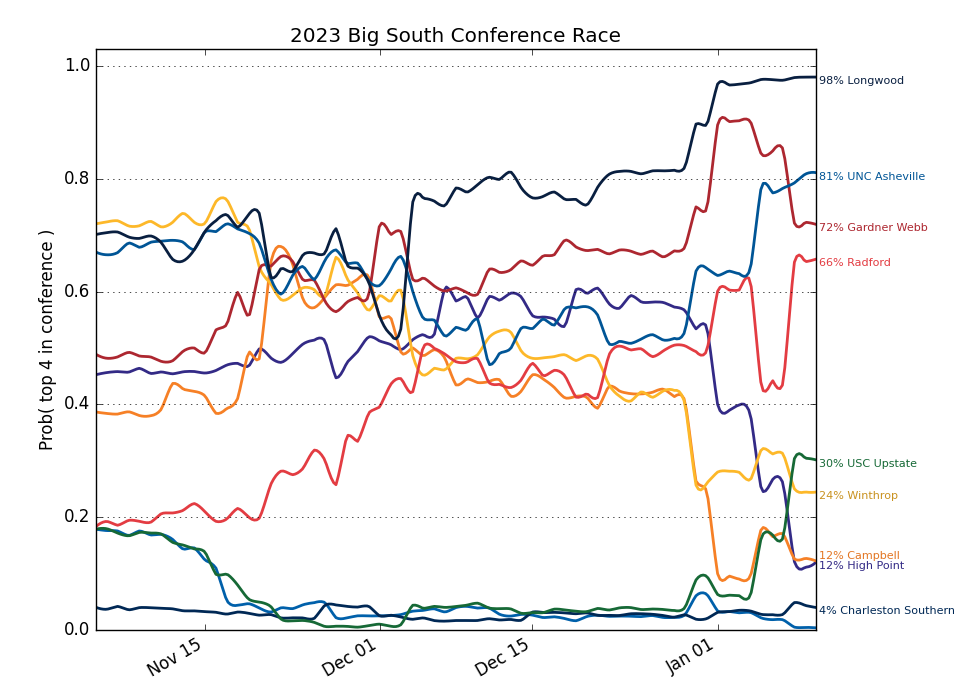 2023 Big South Conference Race
Prob( top 4 in conference )
1.0
0.8
0.6
0.4
0.2
0.0
Nov 15
Dec 01
Dec 15
Jan 01
98% Longwood
81% UNC Asheville
72% Gardner Webb
66% Radford
30% USC Upstate
24% Winthrop
12% Campbell
12% High Point
4% Charleston Southern